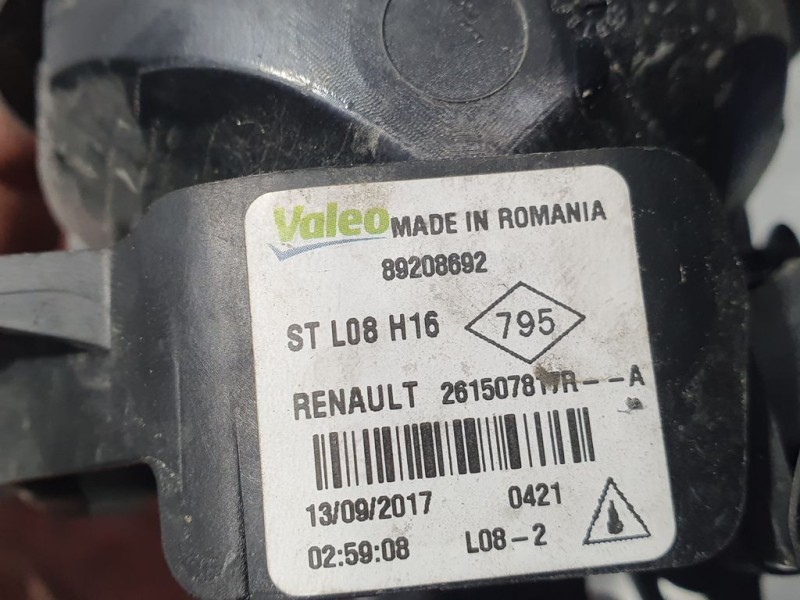 Valeo MADE IN ROMANIA
89208692
ST L08 H16 795
RENAULT 261507817R--A
13/09/2017 0421
02:59:08 L08-2